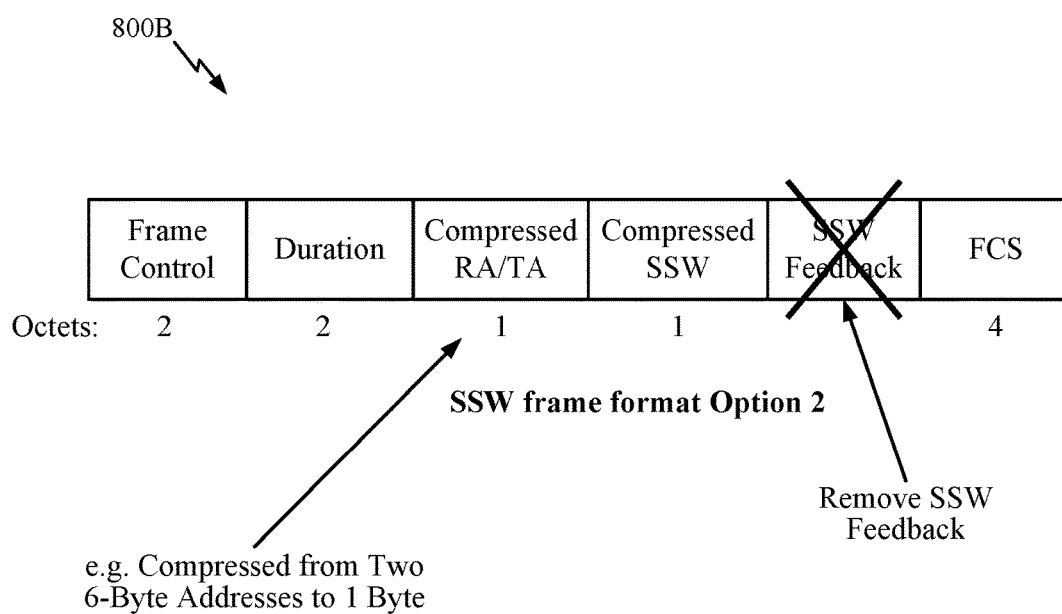 800B
Frame Control
Duration
Compressed RA/TA
Compressed SSW
SSW Feedback
FCS
Octets: 2 2 1 1 4
SSW frame format Option 2
Remove SSW
Feedback
e.g. Compressed from Two
6-Byte Addresses to 1 Byte